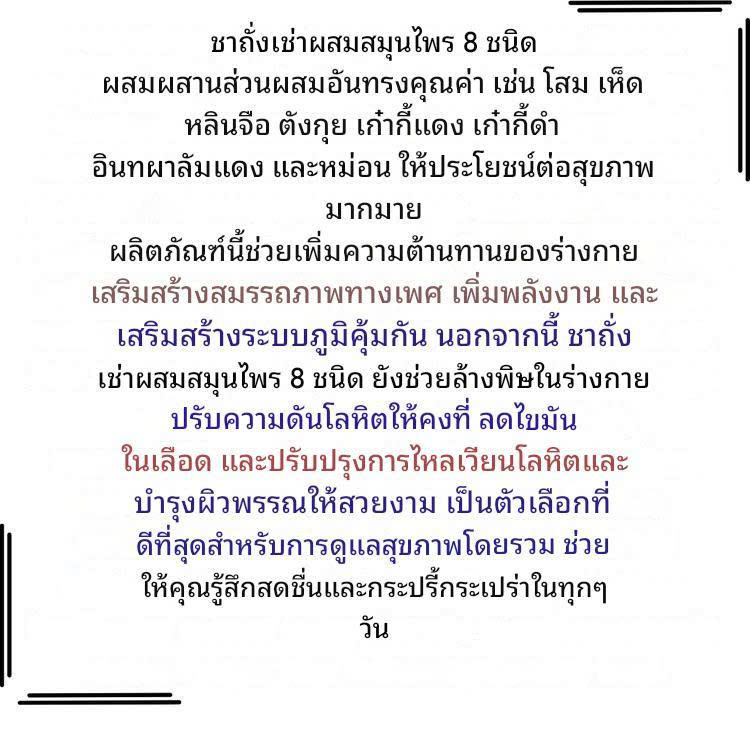 ชาถั่งเช่าผสมสมุนไพร 8 ชนิด
ผสมผสานส่วนผสมอันทรงคุณค่า เช่น โสม เห็ด
หลินจือ ตังกุย เก๋ากี้แดง เก๋ากี้ดำ
อินทผาลัมแดง และหม่อน ให้ประโยชน์ต่อสุขภาพ
มากมาย
ผลิตภัณฑ์นี้ช่วยเพิ่มความต้านทานของร่างกาย
เสริมสร้างสมรรถภาพทางเพศ เพิ่มพลังงาน และ
เสริมสร้างระบบภูมิคุ้มกัน นอกจากนี้ ชาถั่ง
เช่าผสมสมุนไพร 8 ชนิด ยังช่วยล้างพิษในร่างกาย
ปรับความดันโลหิตให้คงที่ ลดไขมัน
ในเลือด และปรับปรุงการไหลเวียนโลหิตและ
บำรุงผิวพรรณให้สวยงาม เป็นตัวเลือกที่
ดีที่สุดสำหรับการดูแลสุขภาพโดยรวม ช่วย
ให้คุณรู้สึกสดชื่นและกระปรี้กระเปร่าในทุกๆ
วัน